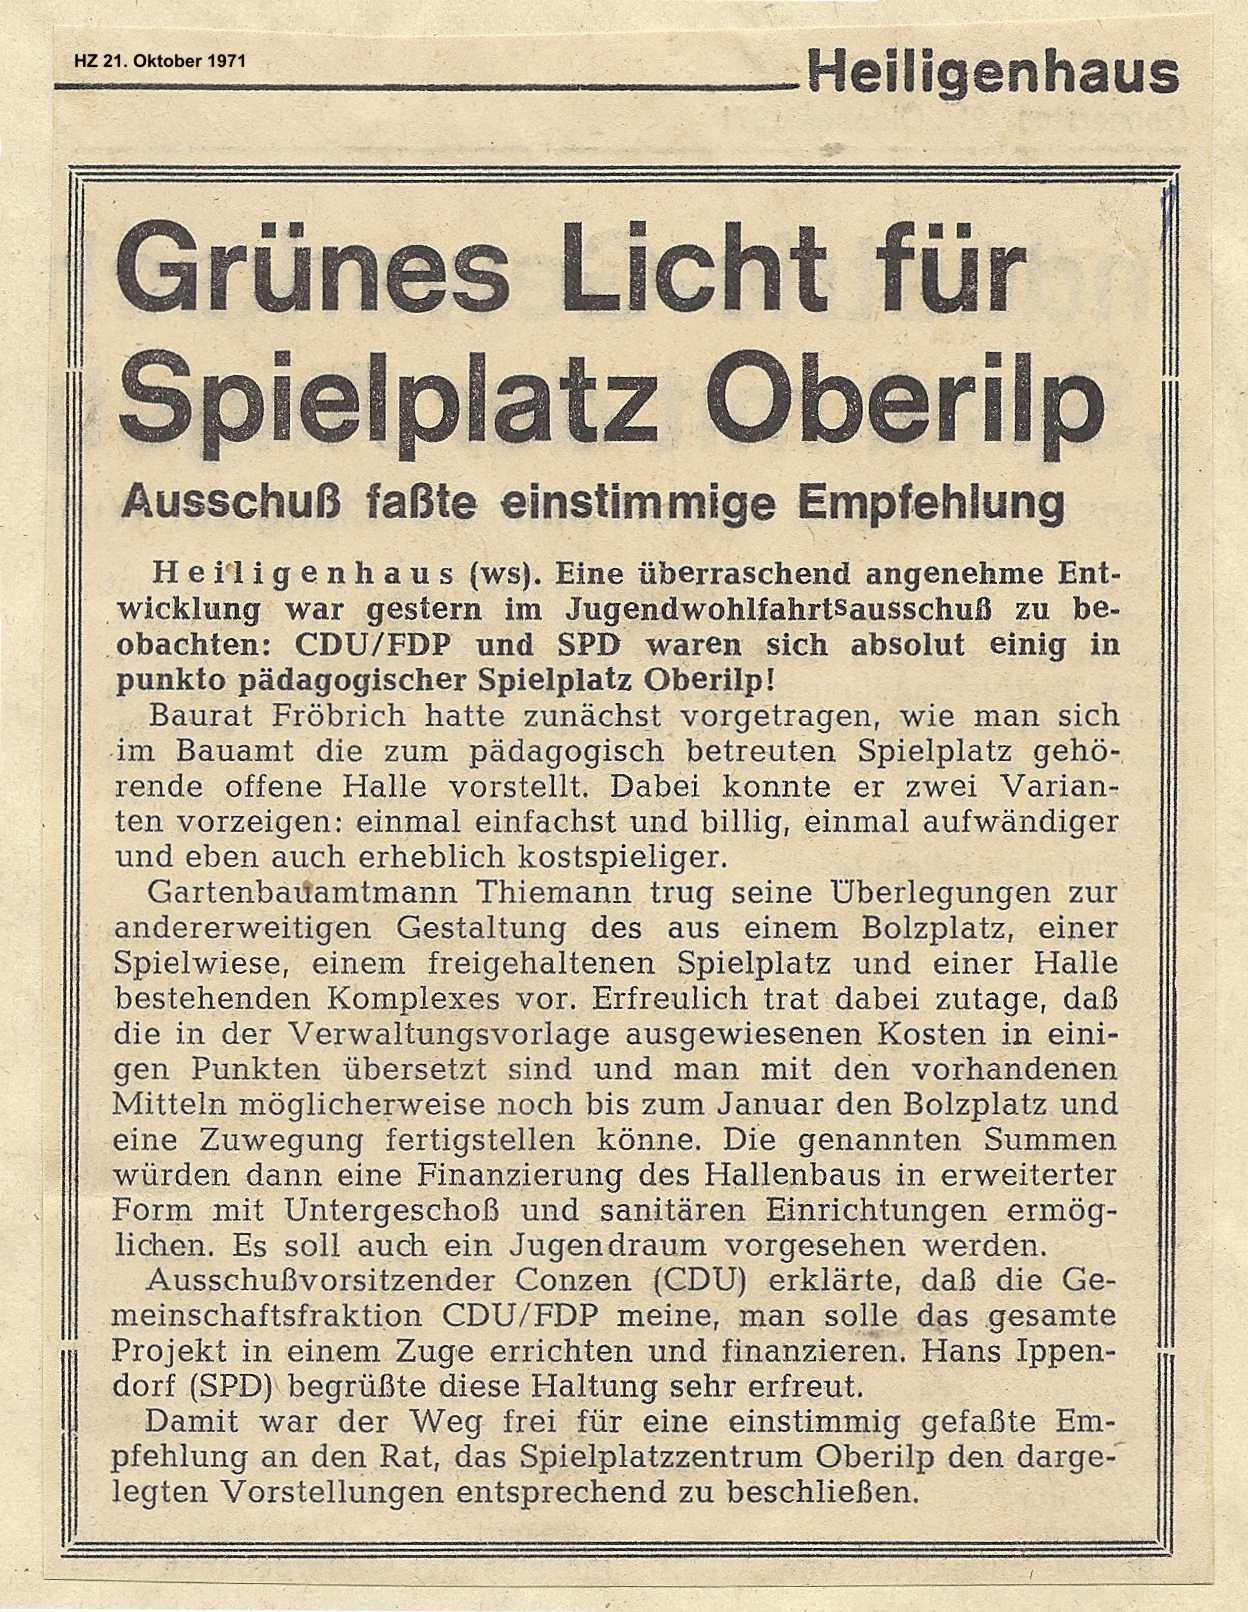 HZ 21. Oktober 1971
Heiligenhaus
Grünes Licht für
Spielplatz Oberilp
Ausschuß faßte einstimmige Empfehlung
Heiligenhaus (ws). Eine überraschend angenehme Ent-
wicklung war gestern im Jugendwohlfahrtsausschuß zu be-
obachten: CDU/FDP und SPD waren sich absolut einig in
punkto pädagogischer Spielplatz Oberilp!
Baurat Fröbrich hatte zunächst vorgetragen, wie man sich
im Bauamt die zum pädagogisch betreuten Spielplatz gehö-
rende offene Halle vorstellt. Dabei konnte er zwei Varian-
ten vorzeigen: einmal einfachst und billig, einmal aufwändiger
und eben auch erheblich kostspieliger.
Gartenbauamtmann Thiemann trug seine Überlegungen zur
andererweitigen Gestaltung des aus einem Bolzplatz, einer
Spielwiese, einem freigehaltenen Spielplatz und einer Halle
bestehenden Komplexes vor. Erfreulich trat dabei zutage, daß
die in der Verwaltungsvorlage ausgewiesenen Kosten in eini-
gen Punkten übersetzt sind und man mit den vorhandenen
Mitteln möglicherweise noch bis zum Januar den Bolzplatz und
eine Zuwegung fertigstellen könne. Die genannten Summen
würden dann eine Finanzierung des Hallenbaus in erweiterter
Form mit Untergeschoß und sanitären Einrichtungen ermög-
lichen. Es soll auch ein Jugendraum vorgesehen werden.
Ausschußvorsitzender Conzen (CDU) erklärte, daß die Ge-
meinschaftsfraktion CDU/FDP meine, man solle das gesamte
Projekt in einem Zuge errichten und finanzieren. Hans Ippen-
dorf (SPD) begrüßte diese Haltung sehr erfreut.
Damit war der Weg frei für eine einstimmig gefaßte Em-
pfehlung an den Rat, das Spielplatzzentrum Oberilp den darge-
legten Vorstellungen entsprechend zu beschließen.